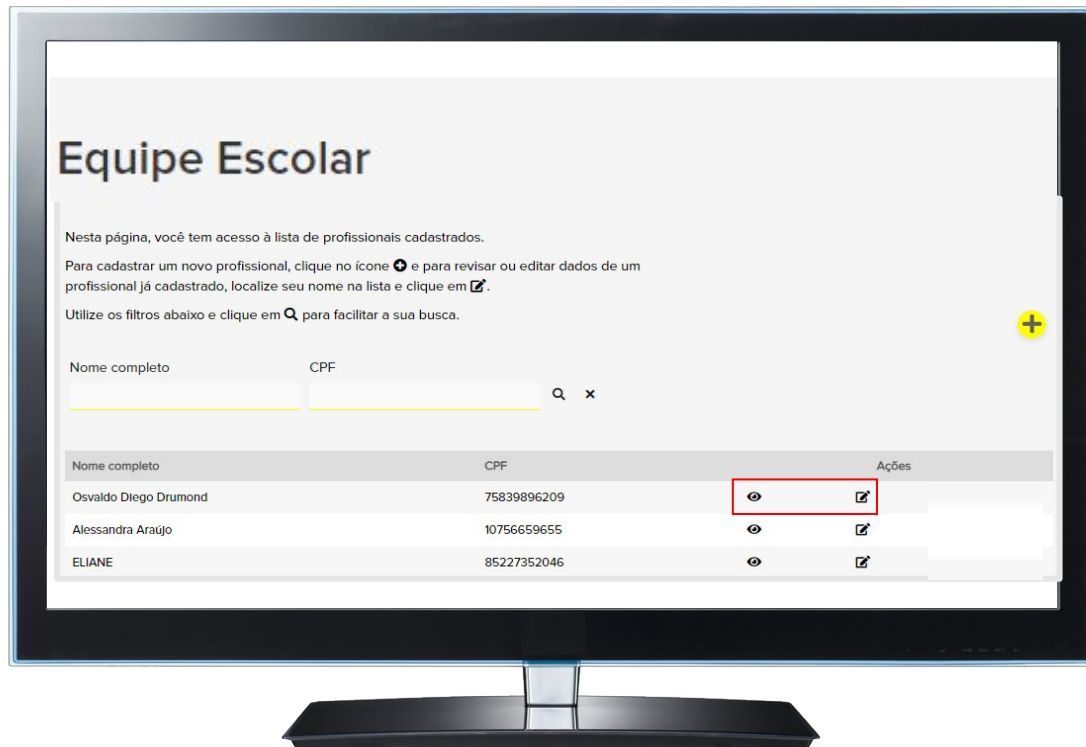 Equipe Escolar
Nesta página, você tem acesso à lista de profissionais cadastrados.
Para cadastrar um novo profissional, clique no ícone e para revisar ou editar dados de um
profissional já cadastrado, localize seu nome na lista e clique em .
Utilize os filtros abaixo e clique em para facilitar a sua busca.
Nome completo CPF
Nome completo CPF Ações
Osvaldo Diego Drumond 75839896209
Alessandra Araújo 10756659655
ELIANE 85227352046